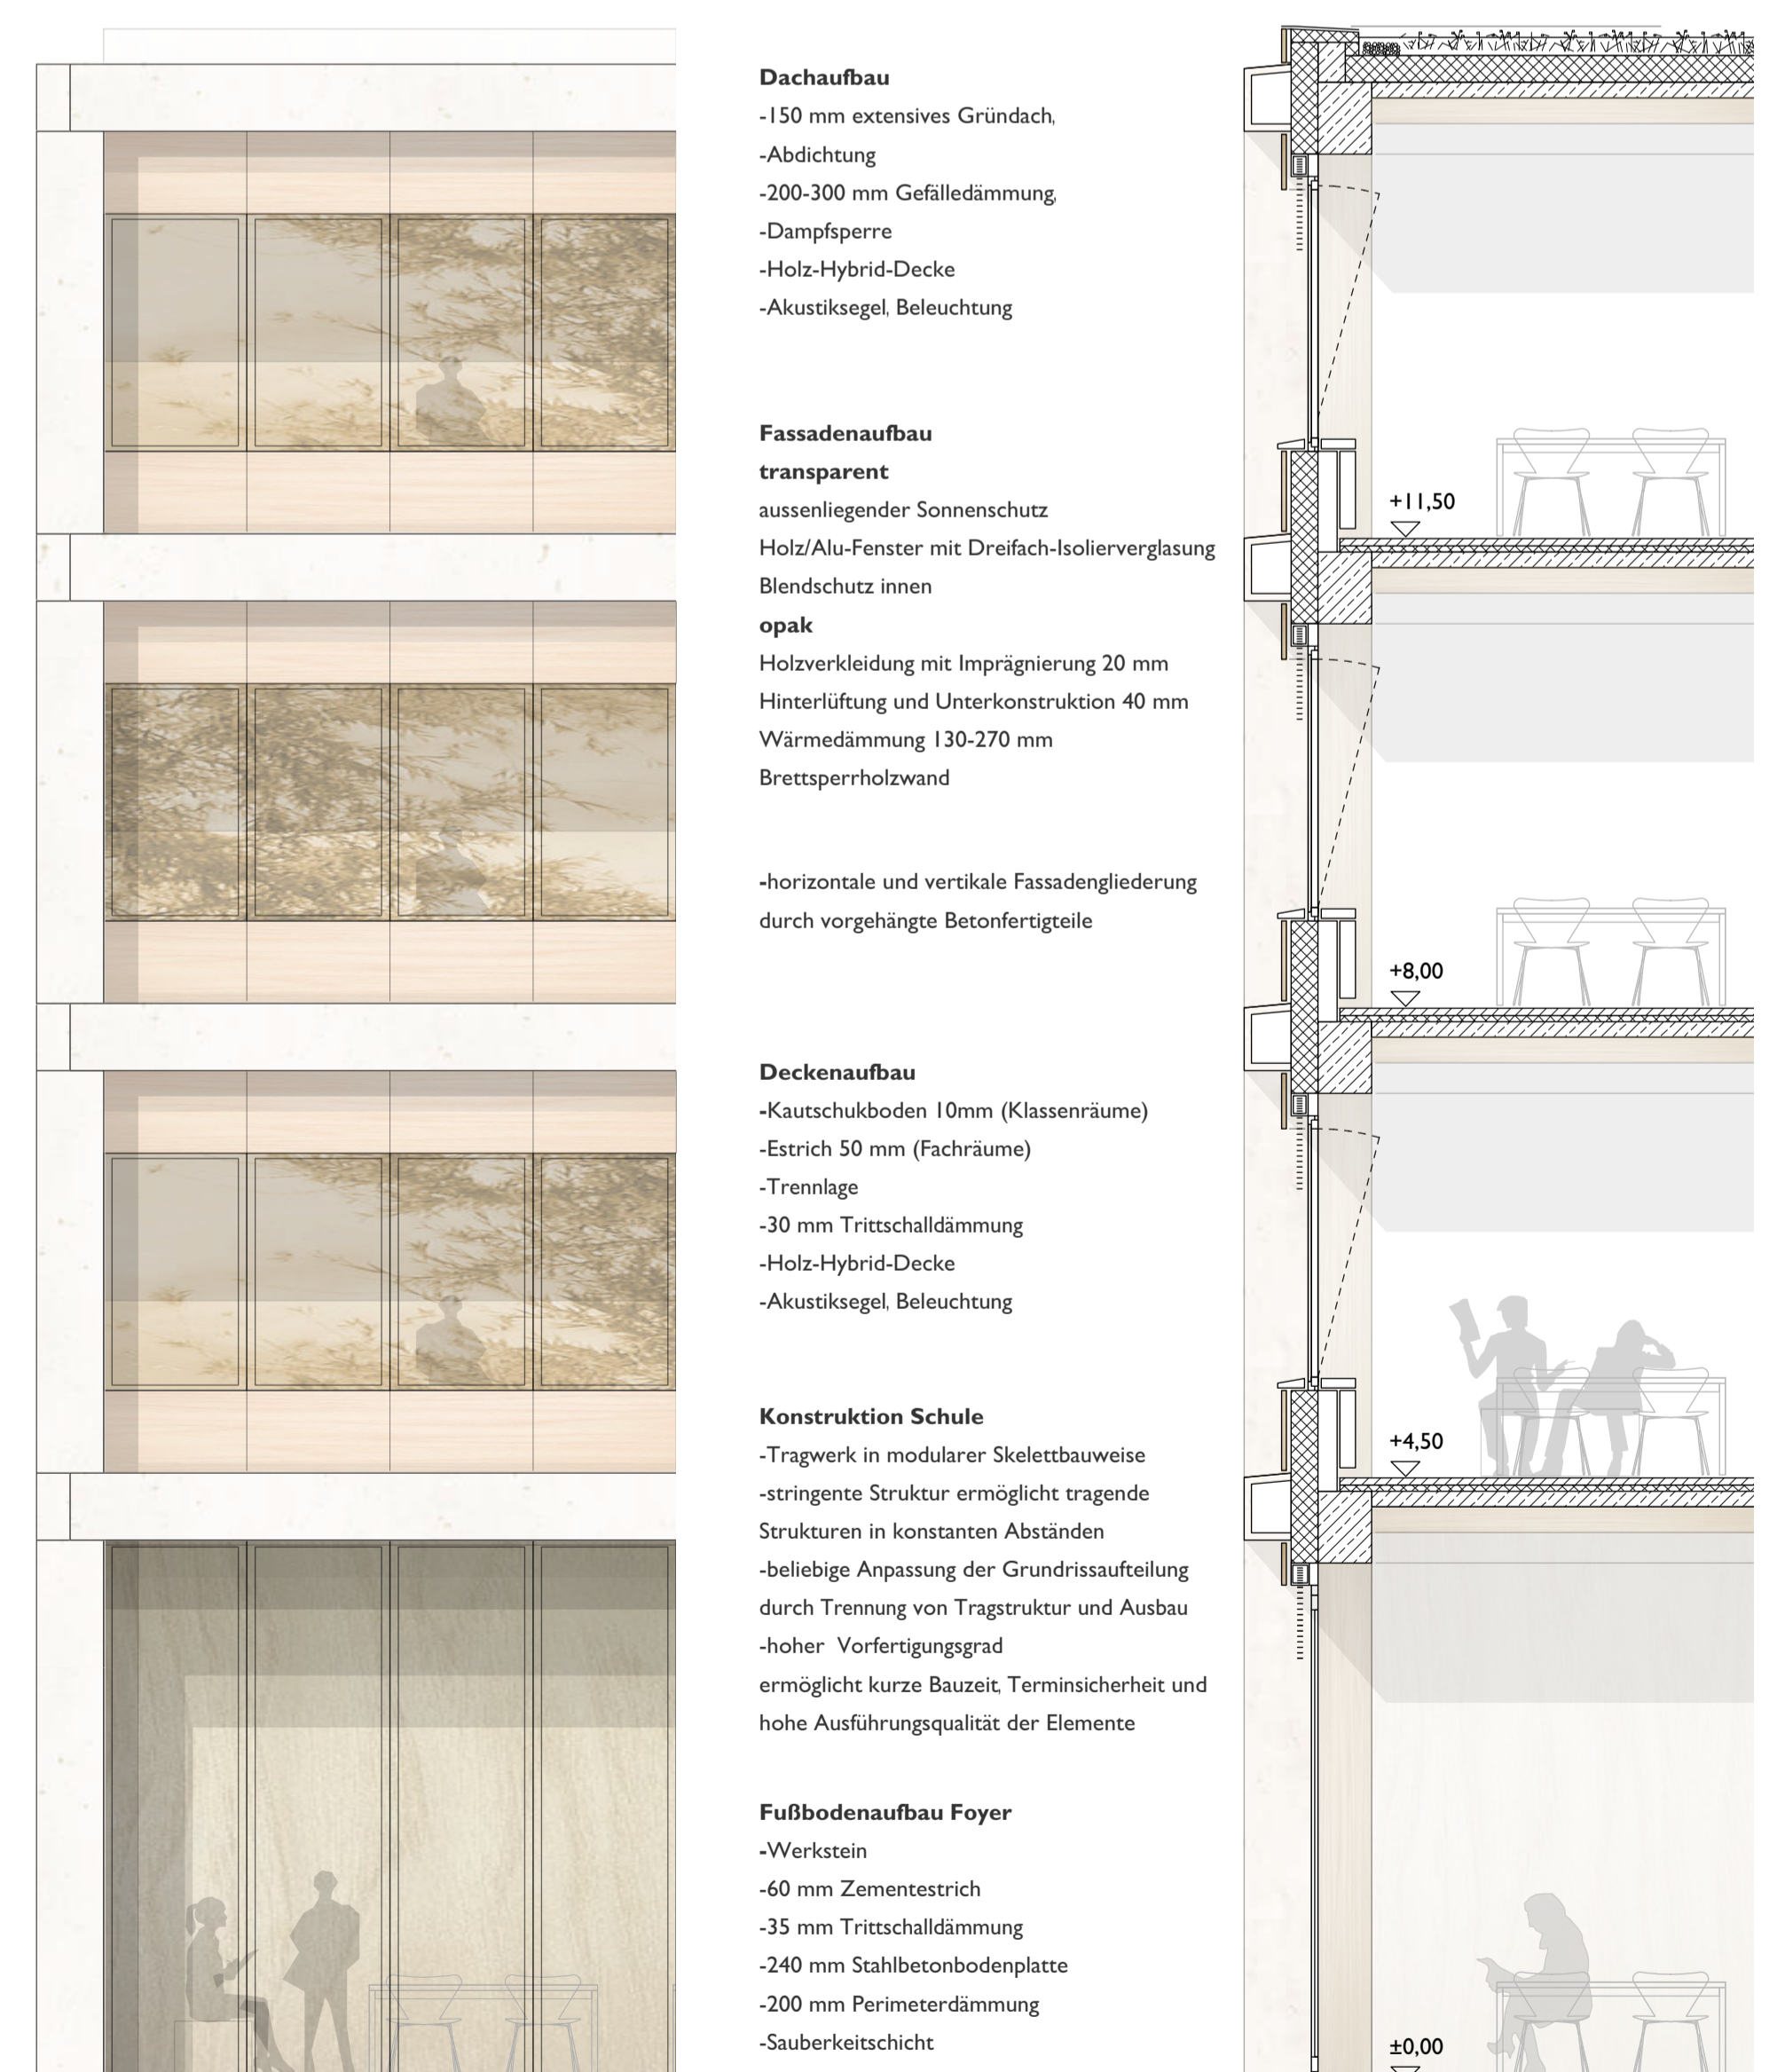 Dachaufbau
-150 mm extensives Gründach,
-Abdichtung
-200-300 mm Gefälledämmung,
-Dampfsperre
-Holz-Hybrid-Decke
-Akustiksegel, Beleuchtung
Fassadenaufbau
transparent
aussenliegender Sonnenschutz
Holz/Alu-Fenster mit Dreifach-Isolierverglasung
Blendschutz innen
opak
Holzverkleidung mit Imprägnierung 20 mm
Hinterlüftung und Unterkonstruktion 40 mm
Wärmedämmung 130-270 mm
Brettsperrholzwand
-horizontale und vertikale Fassadengliederung
durch vorgehängte Betonfertigteile
Deckenaufbau
-Kautschukboden 10mm (Klassenräume)
-Estrich 50 mm (Fachräume)
-Trennlage
-30 mm Trittschalldämmung
-Holz-Hybrid-Decke
-Akustiksegel, Beleuchtung
Konstruktion Schule
-Tragwerk in modularer Skelettbauweise
-stringente Struktur ermöglicht tragende
Strukturen in konstanten Abständen
-beliebige Anpassung der Grundrissaufteilung
durch Trennung von Tragstruktur und Ausbau
-hoher  Vorfertigungsgrad
ermöglicht kurze Bauzeit, Terminsicherheit und
hohe Ausführungsqualität der Elemente
Fußbodenaufbau Foyer
-Werkstein
-60 mm Zementestrich
-35 mm Trittschalldämmung
-240 mm Stahlbetonbodenplatte
-200 mm Perimeterdämmung
-Sauberkeitschicht
+11,50
+8,00
+4,50
±0,00